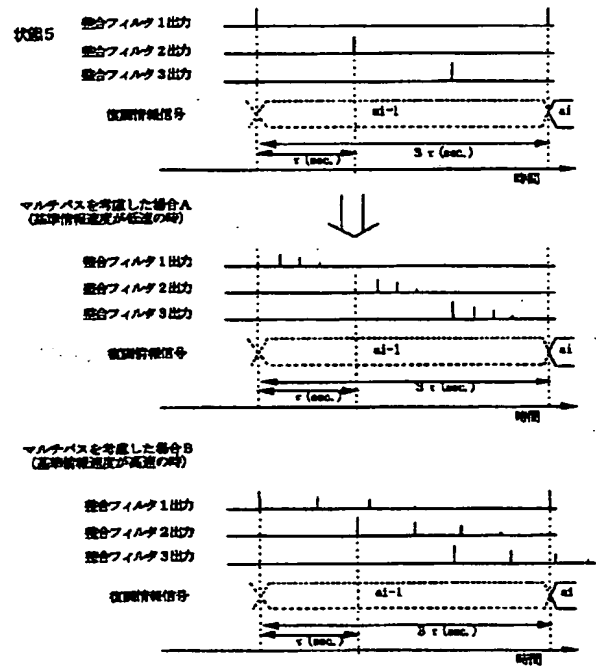 状態5
整合フィルタ1出力
整合フィルタ2出力
整合フィルタ3出力
復調情報信号
ai-1
ai
3τ(sec.)
τ(sec.)
時間
マルチパスを考慮した場合A
(基準情報速度が低速の時)
整合フィルタ1出力
整合フィルタ2出力
整合フィルタ3出力
復調情報信号
ai-1
ai
3τ(sec.)
τ(sec.)
時間
マルチパスを考慮した場合B
(基準情報速度が高速の時)
整合フィルタ1出力
整合フィルタ2出力
整合フィルタ3出力
復調情報信号
ai-1
ai
3τ(sec.)
τ(sec.)
時間